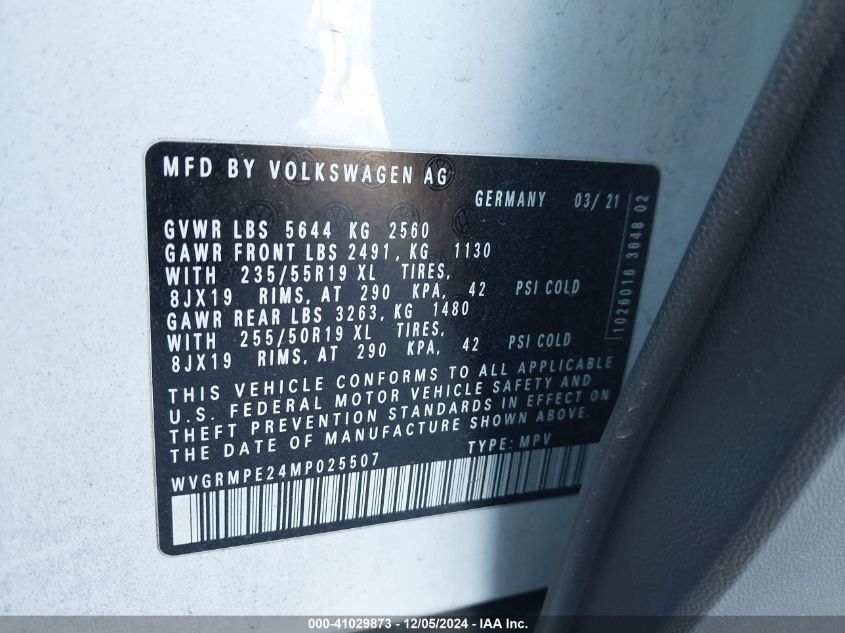 MFD BY VOLKSWAGEN AG
GERMANY 03/21
GVWR LBS 5644 KG 2560
GAWR FRONT LBS 2491, KG 1130
WITH 235/55R19 XL TIRES,
8JX19 RIMS, AT 290 KPA, 42 PSI COLD
GAWR REAR LBS 3263, KG 1480
WITH 255/50R19 XL TIRES,
8JX19 RIMS, AT 290 KPA, 42 PSI COLD
THIS VEHICLE CONFORMS TO ALL APPLICABLE
U.S. FEDERAL MOTOR VEHICLE SAFETY AND
THEFT PREVENTION STANDARDS IN EFFECT ON
THE DATE OF MANUFACTURE SHOWN ABOVE.
WVGRMPE24MP025507 TYPE: MPV
1026016 3648 02
000-41029873 - 12/05/2024 - IAA Inc.